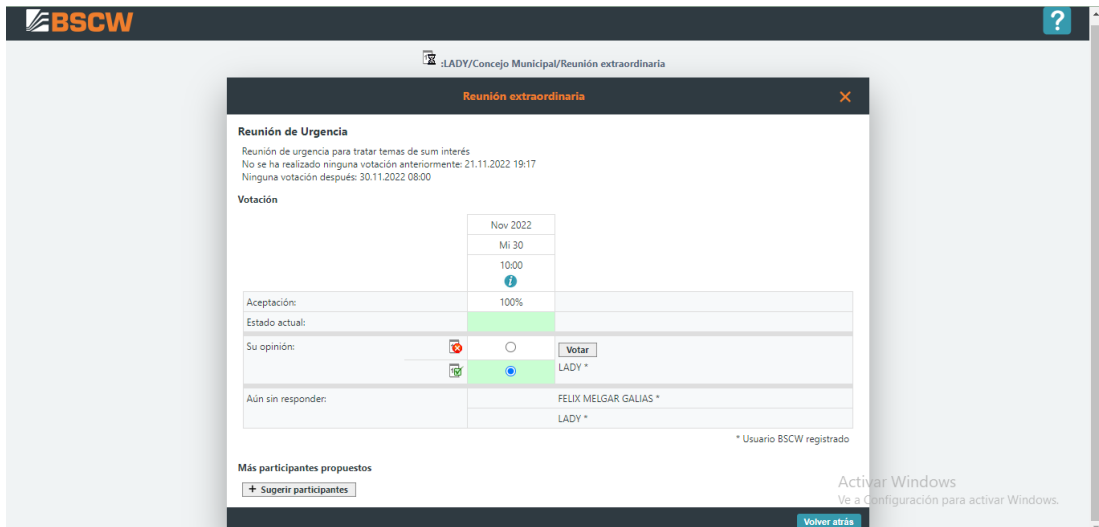 BSCW
?
:LADY/Concejo Municipal/Reunión extraordinaria
Reunión extraordinaria
Reunión de Urgencia
Reunión de urgencia para tratar temas de sum interés
No se ha realizado ninguna votación anteriormente: 21.11.2022 19:17
Ninguna votación después: 30.11.2022 08:00
Votación
Nov 2022
Mi 30
10:00
i
Aceptación: 100%
Estado actual:
Su opinión: Votar
LADY *
Aún sin responder: FELIX MELGAR GALIAS *
LADY *
* Usuario BSCW registrado
Más participantes propuestos
+ Sugerir participantes
Activar Windows
Ve a Configuración para activar Windows.
Volver atrás